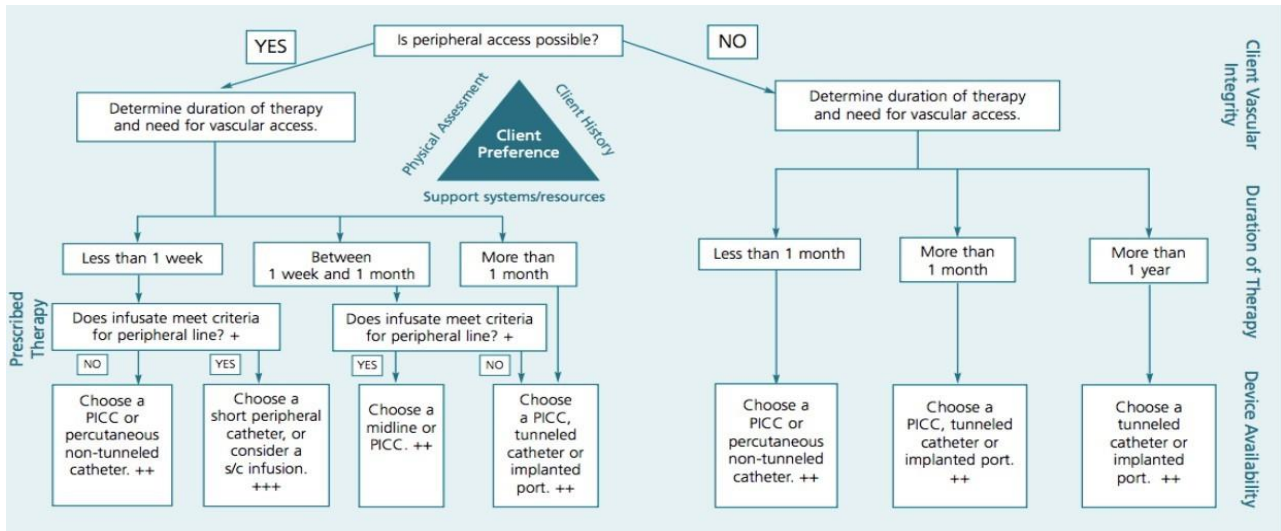 Is peripheral access possible?
YES
NO
Client Vascular
Integrity
Determine duration of therapy
and need for vascular access.
Physical Assessment
Client History
Client
Preference
Support systems/resources
Determine duration of therapy
and need for vascular access.
Duration of Therapy
Less than 1 week
Between
1 week and 1 month
More than
1 month
Less than 1 month
More than
1 month
More than
1 year
Prescribed
Therapy
Does infusate meet criteria
for peripheral line? +
Does infusate meet criteria
for peripheral line? +
NO
YES
YES
NO
Device Availability
Choose a
PICC or
percutaneous
non-tunneled
catheter. ++
Choose a
short peripheral
catheter, or
consider a
s/c infusion.
+++
Choose a
midline or
PICC. ++
Choose
a PICC,
tunneled
catheter or
implanted
port. ++
Choose a
PICC or
percutaneous
non-tunneled
catheter. ++
Choose a
PICC, tunneled
catheter or
implanted port.
++
Choose a
tunneled
catheter or
implanted
port. ++